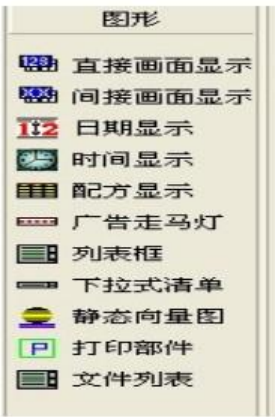 图形
直接画面显示
间接画面显示
日期显示
时间显示
配方显示
广告走马灯
列表框
下拉式清单
静态向量图
打印部件
文件列表